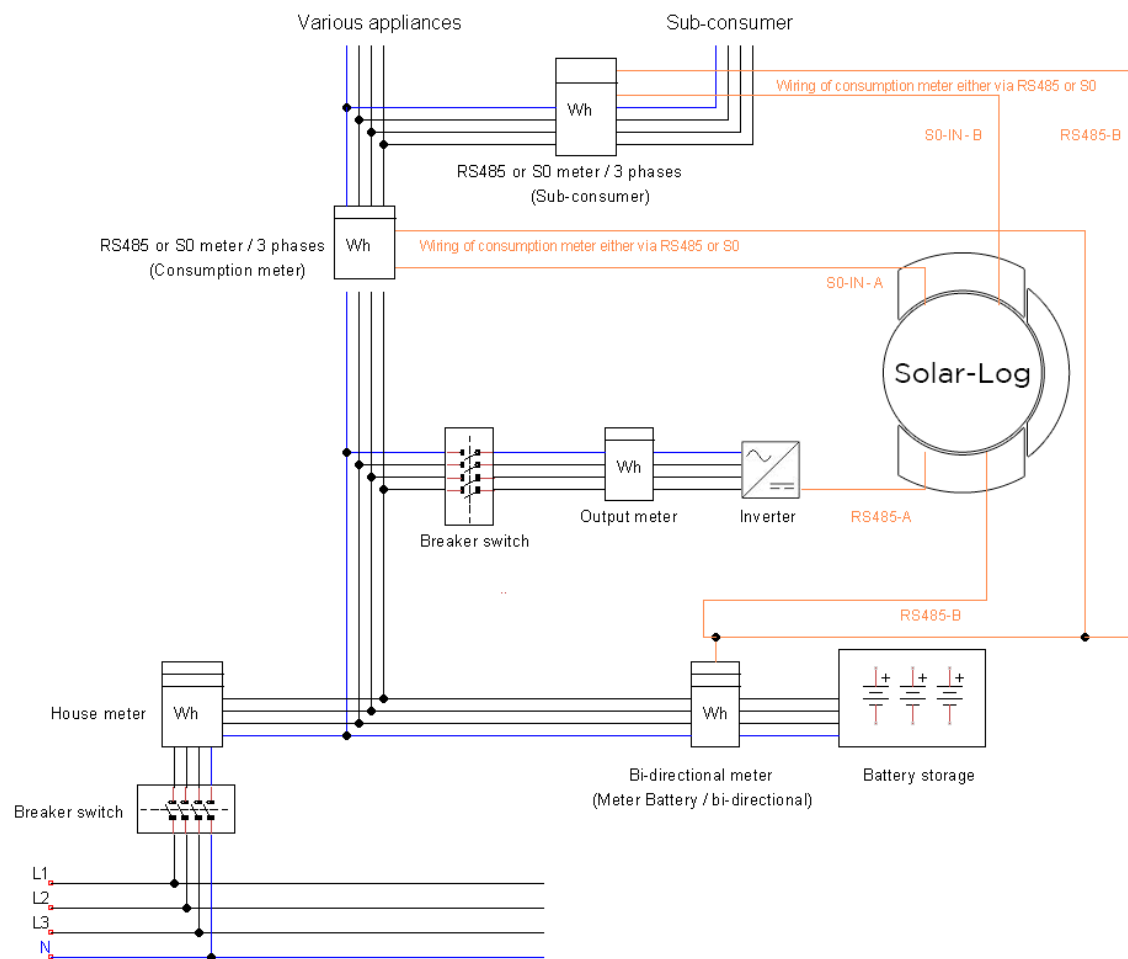 Various appliances
Sub-consumer
Wiring of consumption meter either via RS485 or S0
Wh
S0-IN - B
RS485-B
RS485 or S0 meter / 3 phases
(Sub-consumer)
RS485 or S0 meter / 3 phases
(Consumption meter)
Wh
Wiring of consumption meter either via RS485 or S0
S0-IN - A
Solar-Log
Wh
Breaker switch
Output meter
Inverter
RS485-A
RS485-B
House meter
Wh
Wh
+
+
+
Bi-directional meter
(Meter Battery / bi-directional)
Battery storage
Breaker switch
L1
L2
L3
N